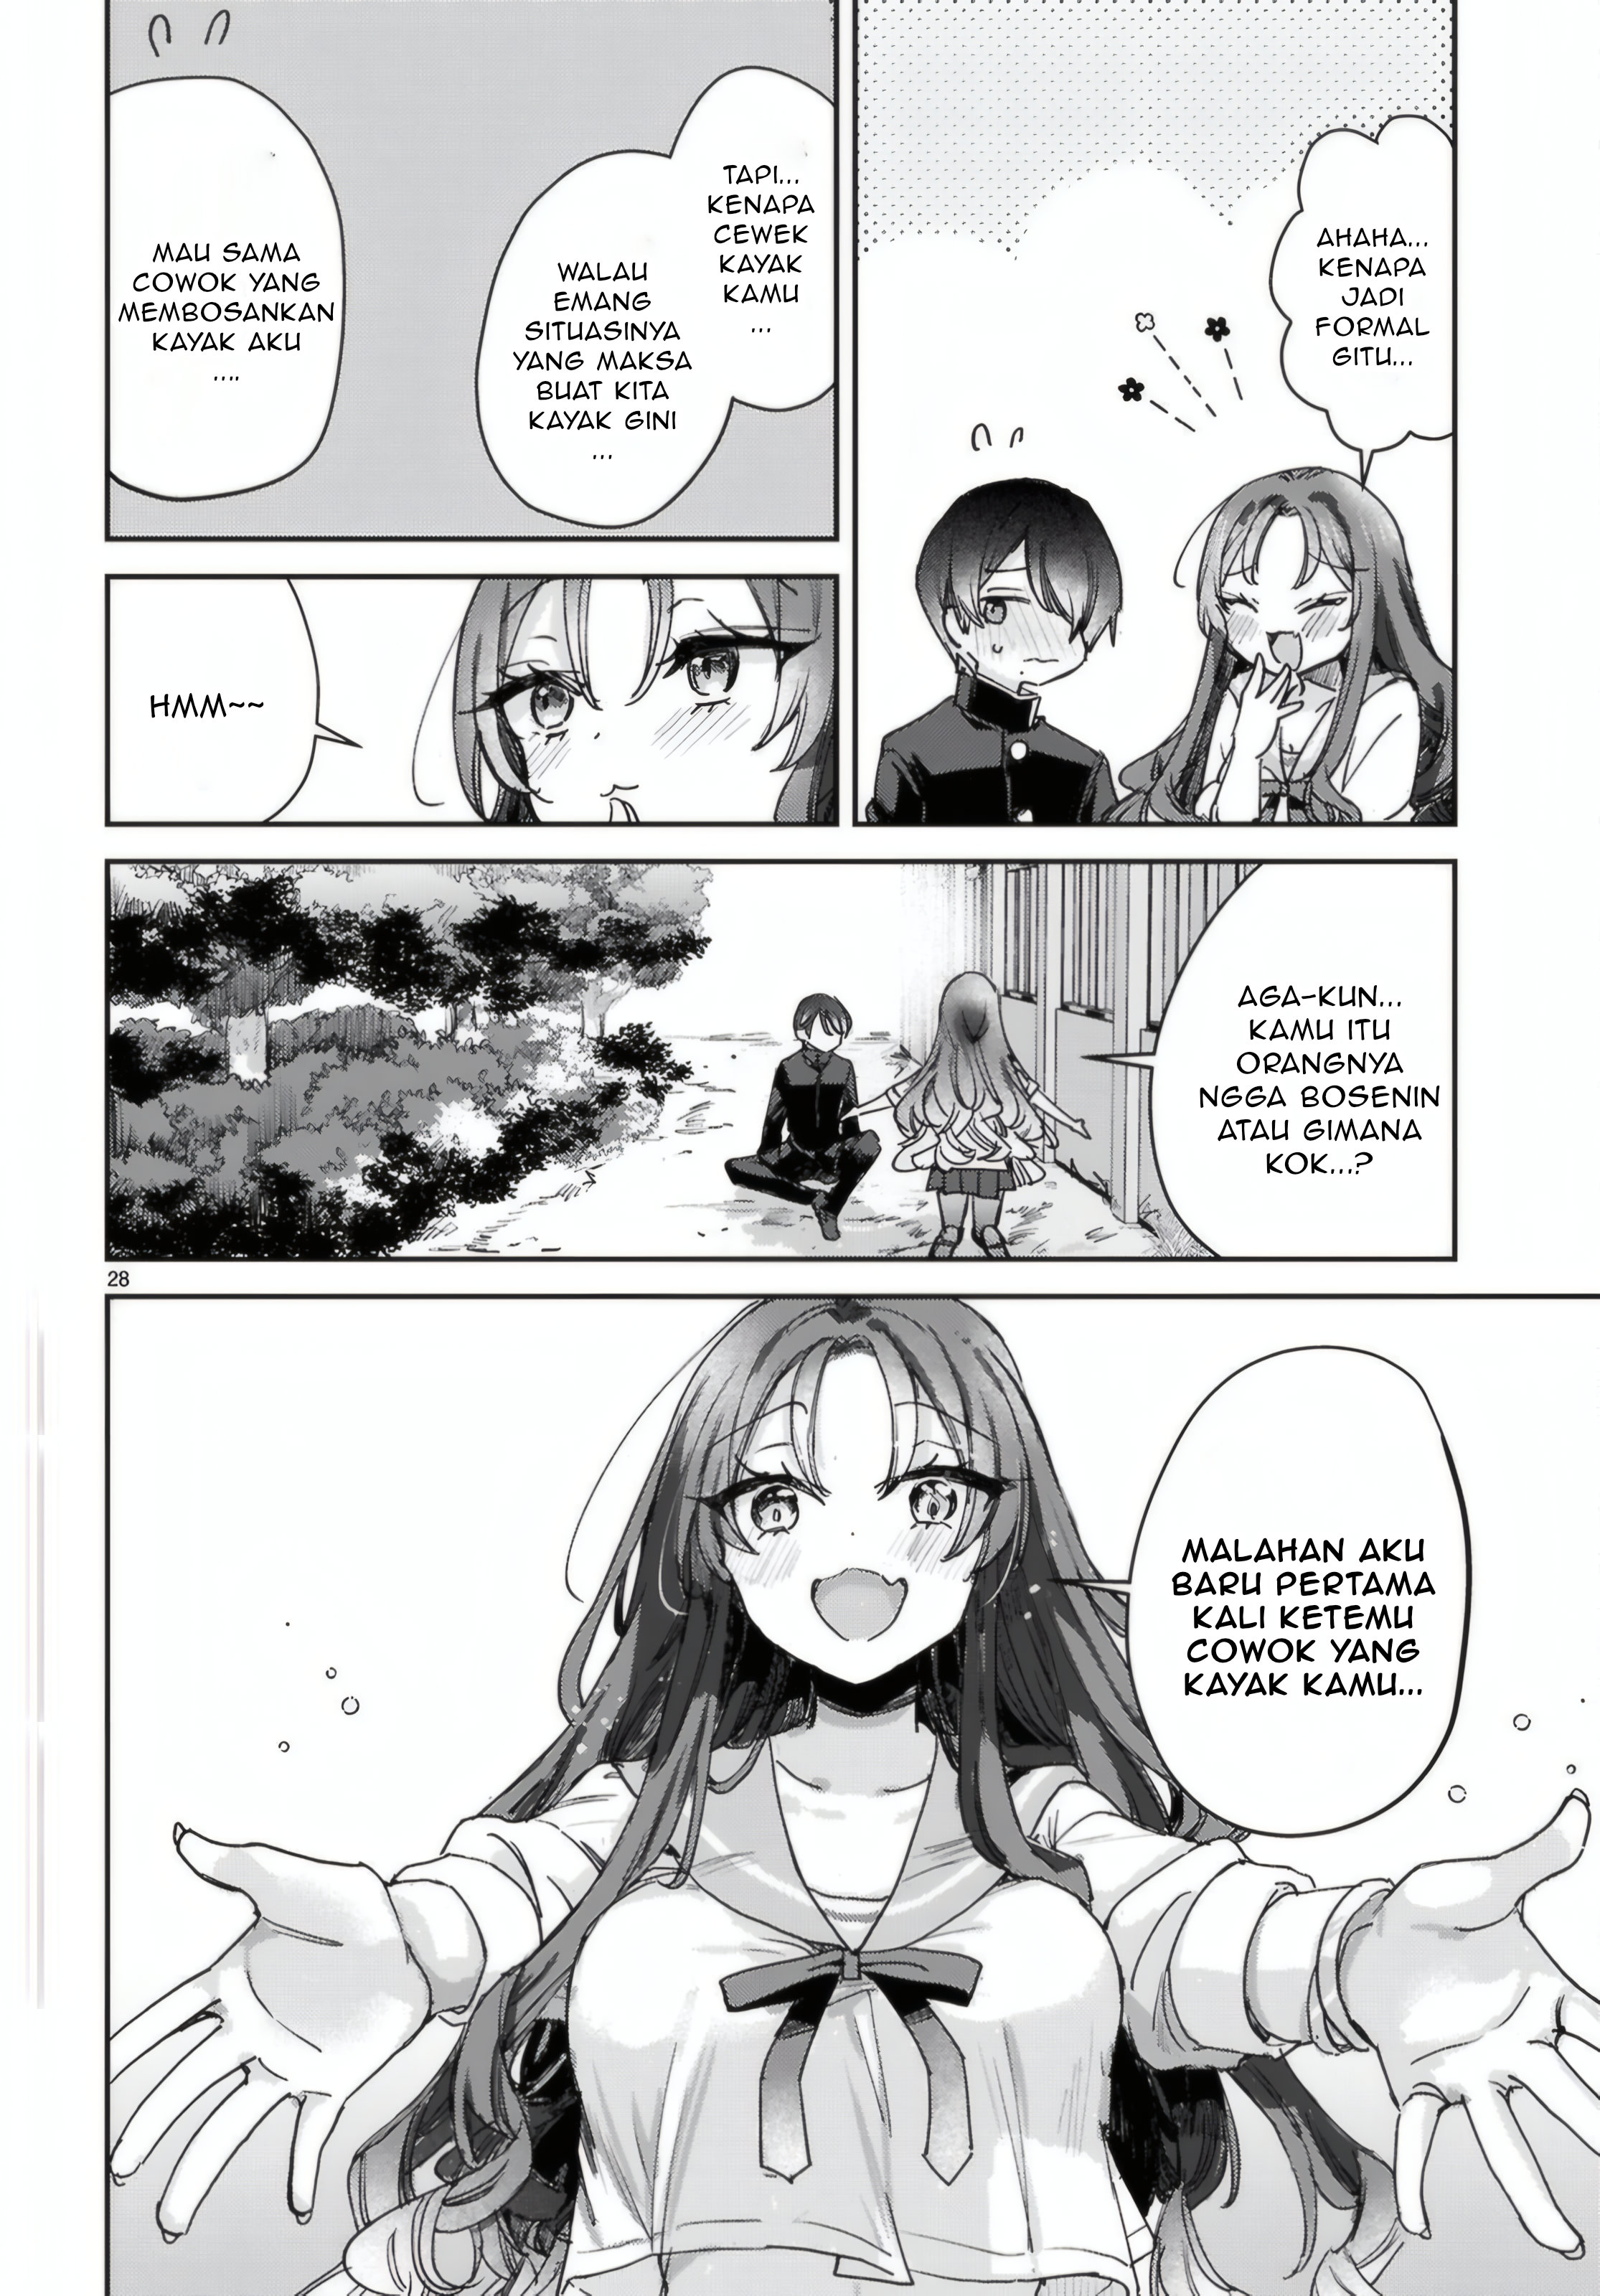 AHAHA...
KENAPA
JADI
FORMAL
GITU...
TAPI...
KENAPA
CEWEK
KAYAK
KAMU
...
WALAU
EMANG
SITUASINYA
YANG MAKSA
BUAT KITA
KAYAK GINI
...
MAU SAMA
COWOK YANG
MEMBOSANKAN
KAYAK AKU
....
HMM~~
AGA-KUN...
KAMU ITU
ORANGNYA
NGGA BOSENIN
ATAU GIMANA
KOK...?
28
MALAHAN AKU
BARU PERTAMA
KALI KETEMU
COWOK YANG
KAYAK KAMU...